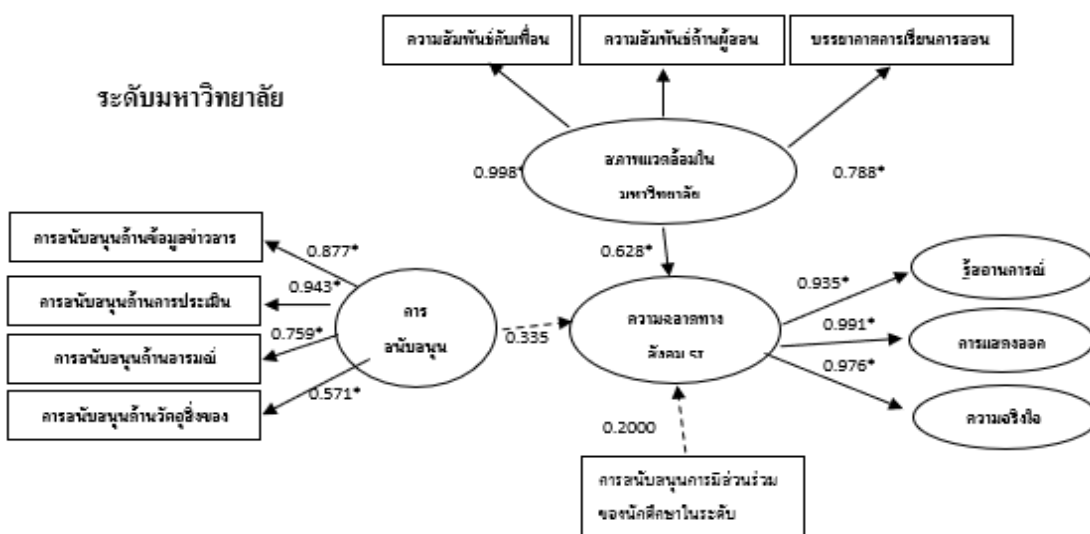 ความสัมพันธ์กับเพื่อน
ความสัมพันธ์ด้านผู้สอน
บรรยากาศการเรียนการสอน
ระดับมหาวิทยาลัย
สภาพแวดล้อมใน
มหาวิทยาลัย
0.998*
0.788*
การสนับสนุนด้านข้อมูลข่าวสาร
0.877*
0.628*
การสนับสนุนด้านการประเมิน
0.943*
การ
สนับสนุน
0.335
ความฉลาดทาง
สังคม ST
0.935*
รู้สถานการณ์
0.991*
การแสดงออก
การสนับสนุนด้านอารมณ์
0.759*
0.976*
ความจริงใจ
การสนับสนุนด้านวัตถุสิ่งของ
0.571*
0.2000
การสนับสนุนการมีส่วนร่วม
ของนักศึกษาในระดับ